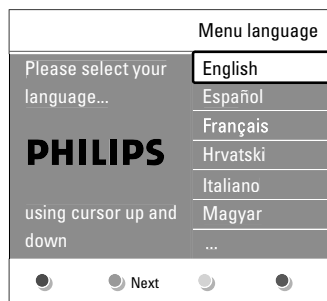 Menu language
Please select your
language...
PHILIPS
using cursor up and
down
English
Español
Français
Hrvatski
Italiano
Magyar
...
Next